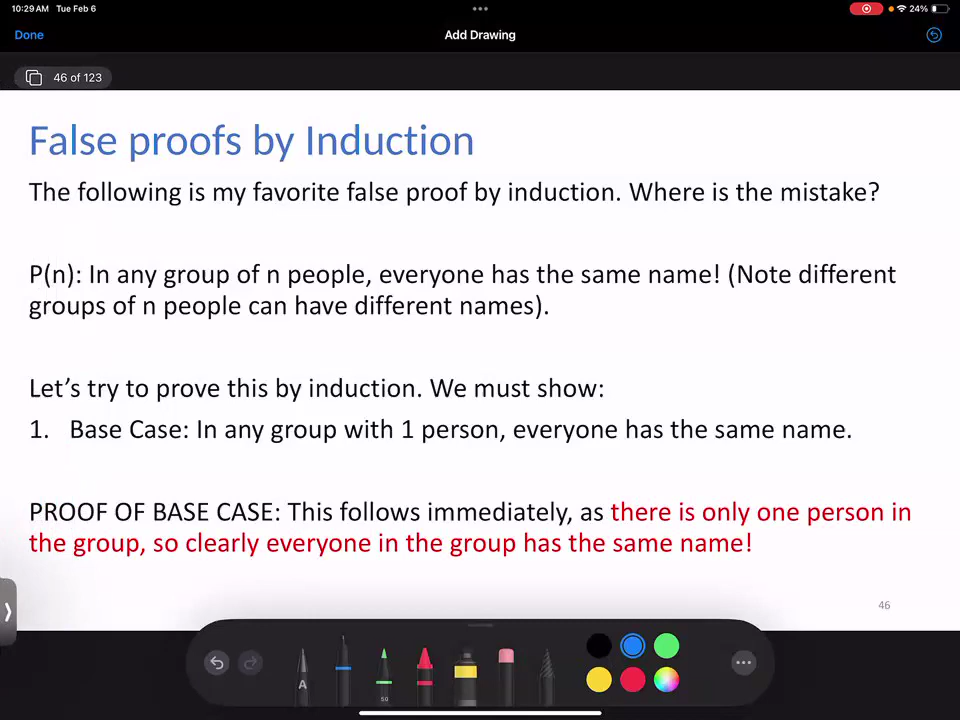 10:29 AM Tue Feb 6
24%
Done
Add Drawing
46 of 123
False proofs by Induction
The following is my favorite false proof by induction. Where is the mistake?
P(n): In any group of n people, everyone has the same name! (Note different
groups of n people can have different names).
Let’s try to prove this by induction. We must show:
1. Base Case: In any group with 1 person, everyone has the same name.
PROOF OF BASE CASE: This follows immediately, as there is only one person in
the group, so clearly everyone in the group has the same name!
46
A
50